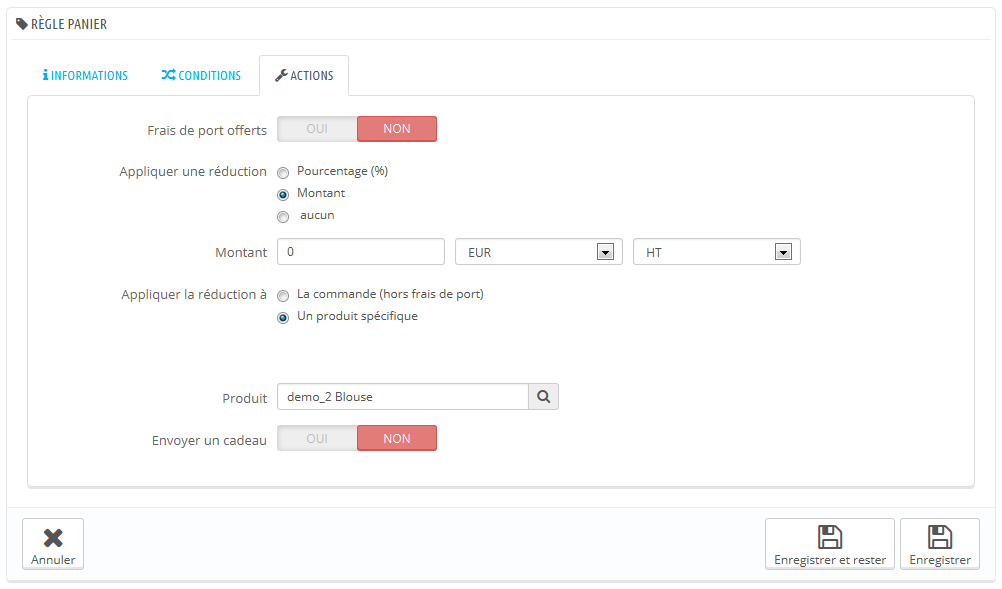 RÈGLE PANIER
INFORMATIONS CONDITIONS ACTIONS
Frais de port offerts OUI NON
Appliquer une réduction Pourcentage (%)
Montant
aucun
Montant 0 EUR HT
Appliquer la réduction à La commande (hors frais de port)
Un produit spécifique
Produit demo_2 Blouse
Envoyer un cadeau OUI NON
Annuler Enregistrer et rester Enregistrer